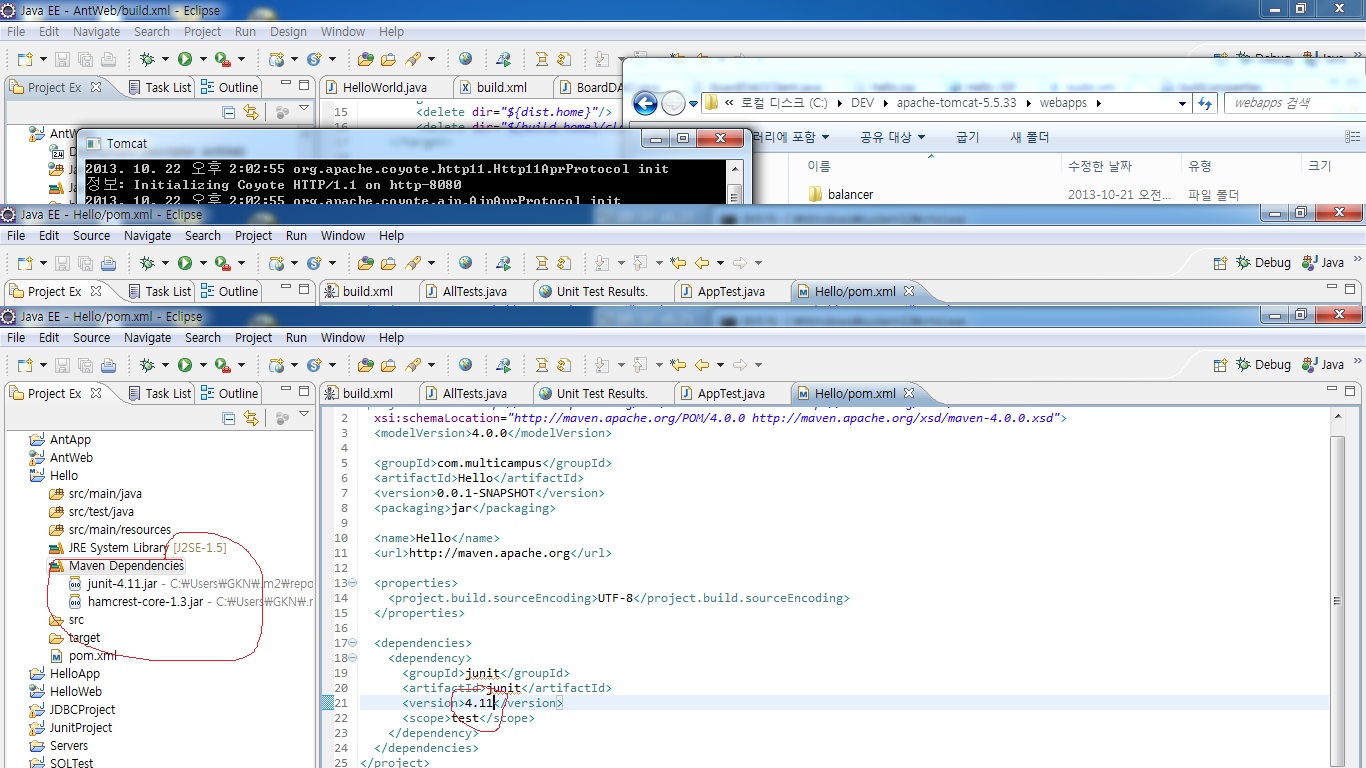 Java EE - AntWeb/build.xml - Eclipse
File Edit Navigate Search Project Run Design Window Help
Debug
Project Ex Task List Outline HelloWorld.java build.xml BoardDA
로컬 디스크 (C:) DEV apache-tomcat-5.5.33 webapps webapps 검색
15 <delete dir="${dist.home}"/>
16 <delete dir="${build.home}/cl
러리에 포함 공유 대상 굽기 새 폴더
AntW
Tomcat
이름 수정한 날짜 유형 크기
2013. 10. 22 오후 2:02:55 org.apache.coyote.http11.Http11AprProtocol init
정보: Initializing Coyote HTTP/1.1 on http-8080
2013. 10. 22 오후 2:02:55 org.apache.coyote.ajp.AjpAprProtocol init
balancer 2013-10-21 오전... 파일 폴더
Java EE - Hello/pom.xml - Eclipse
File Edit Source Navigate Search Project Run Window Help
Debug Java
Project Ex Task List Outline build.xml AllTests.java Unit Test Results. AppTest.java Hello/pom.xml
Java EE - Hello/pom.xml - Eclipse
File Edit Source Navigate Search Project Run Window Help
Debug Java
Project Ex Task List Outline build.xml AllTests.java Unit Test Results. AppTest.java Hello/pom.xml
AntApp
AntWeb
Hello
src/main/java
src/test/java
src/main/resources
JRE System Library [J2SE-1.5]
Maven Dependencies
junit-4.11.jar - C:₩Users₩GKN₩.m2₩repo
hamcrest-core-1.3.jar - C:₩Users₩GKN₩.r
src
target
pom.xml
HelloApp
HelloWeb
JDBCProject
JunitProject
Servers
SQLTest
2 xsi:schemaLocation="http://maven.apache.org/POM/4.0.0 http://maven.apache.org/xsd/maven-4.0.0.xsd">
3 <modelVersion>4.0.0</modelVersion>
4
5 <groupId>com.multicampus</groupId>
6 <artifactId>Hello</artifactId>
7 <version>0.0.1-SNAPSHOT</version>
8 <packaging>jar</packaging>
9
10 <name>Hello</name>
11 <url>http://maven.apache.org</url>
12
13 <properties>
14 <project.build.sourceEncoding>UTF-8</project.build.sourceEncoding>
15 </properties>
16
17 <dependencies>
18 <dependency>
19 <groupId>junit</groupId>
20 <artifactId>junit</artifactId>
21 <version>4.11</version>
22 <scope>test</scope>
23 </dependency>
24 </dependencies>
25 </project>